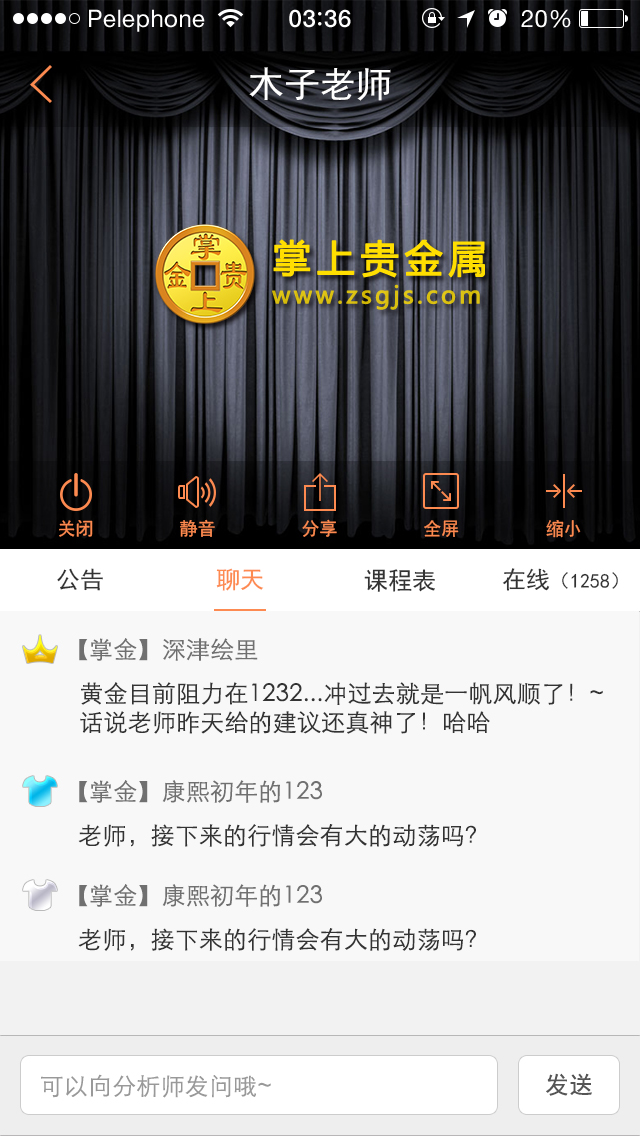 Pelephone 03:36 20%
木子老师
掌
金 贵
上
掌上贵金属
www.zsgjs.com
关闭 静音 分享 全屏 缩小
公告 聊天 课程表 在线（1258）
【掌金】深津绘里
黄金目前阻力在1232...冲过去就是一帆风顺了！~
话说老师昨天给的建议还真神了！哈哈
【掌金】康熙初年的123
老师，接下来的行情会有大的动荡吗?
【掌金】康熙初年的123
老师，接下来的行情会有大的动荡吗?
可以向分析师发问哦~ 发送